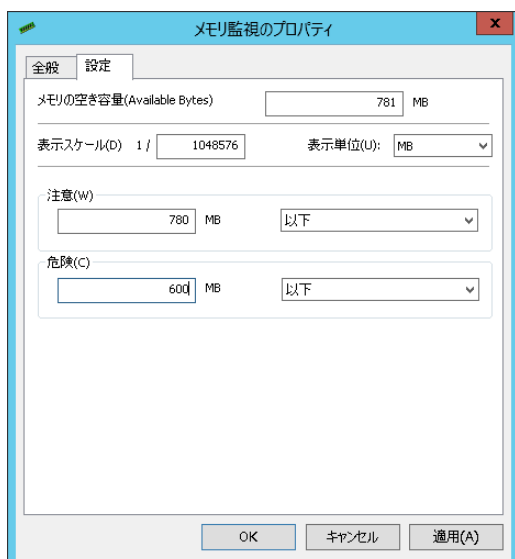 メモリ監視のプロパティ
x
全般 設定
メモリの空き容量(Available Bytes) 781 MB
表示スケール(D) 1 / 1048576 表示単位(U): MB
注意(W)
780 MB 以下
危険(C)
600 MB 以下
OK キャンセル 適用(A)